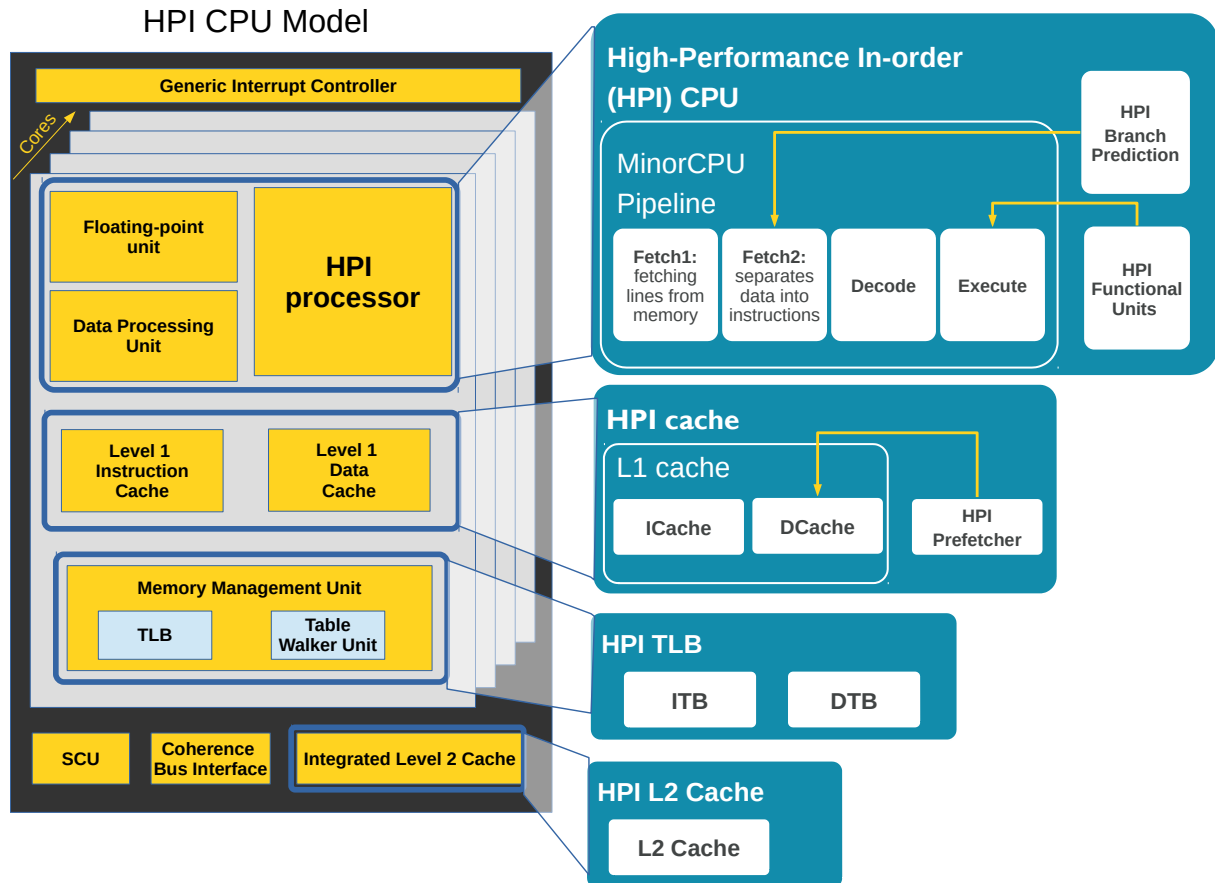 HPI CPU Model
Generic Interrupt Controller
Cores
Floating-point
unit
Data Processing
Unit
HPI
processor
Level 1
Instruction
Cache
Level 1
Data
Cache
Memory Management Unit
TLB
Table
Walker Unit
SCU
Coherence
Bus Interface
Integrated Level 2 Cache
High-Performance In-order
(HPI) CPU
HPI
Branch
Prediction
MinorCPU
Pipeline
Fetch1:
fetching
lines from
memory
Fetch2:
separates
data into
instructions
Decode
Execute
HPI
Functional
Units
HPI cache
L1 cache
ICache
DCache
HPI
Prefetcher
HPI TLB
ITB
DTB
HPI L2 Cache
L2 Cache